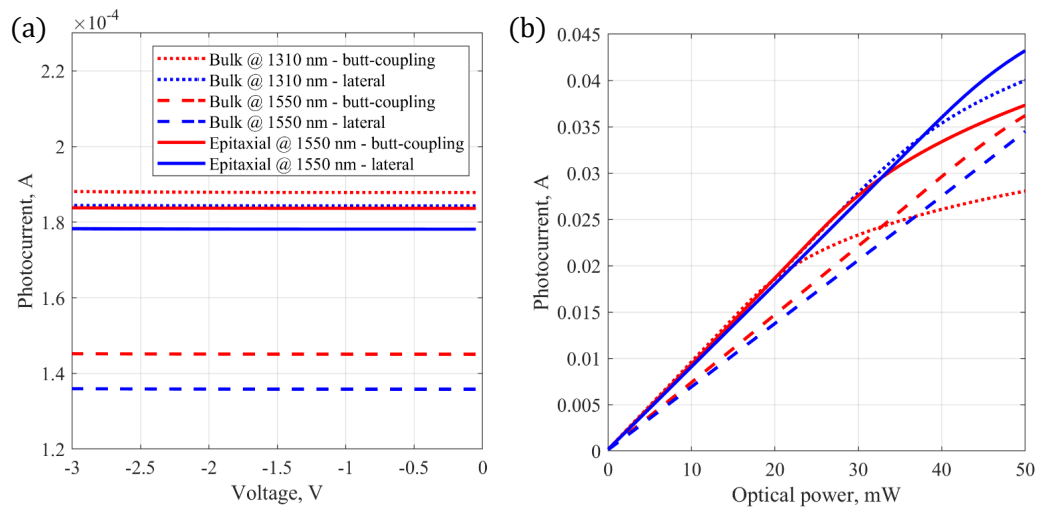 (a)
×10⁻⁴
2.2
2
1.8
1.6
1.4
1.2
-3
-2.5
-2
-1.5
-1
-0.5
0
Photocurrent, A
Voltage, V
Bulk @ 1310 nm - butt-coupling
Bulk @ 1310 nm - lateral
Bulk @ 1550 nm - butt-coupling
Bulk @ 1550 nm - lateral
Epitaxial @ 1550 nm - butt-coupling
Epitaxial @ 1550 nm - lateral
(b)
0.045
0.04
0.035
0.03
0.025
0.02
0.015
0.01
0.005
0
0
10
20
30
40
50
Photocurrent, A
Optical power, mW